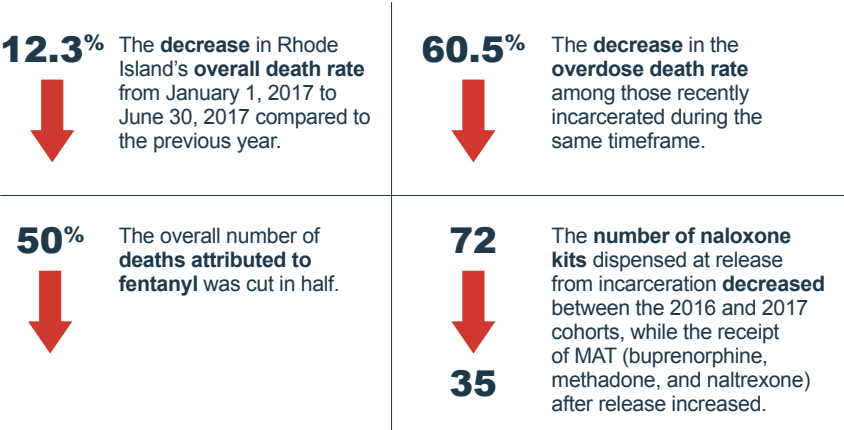 12.3%
The decrease in Rhode
Island's overall death rate
from January 1, 2017 to
June 30, 2017 compared to
the previous year.
60.5%
The decrease in the
overdose death rate
among those recently
incarcerated during the
same timeframe.
50%
The overall number of
deaths attributed to
fentanyl was cut in half.
72
35
The number of naloxone
kits dispensed at release
from incarceration decreased
between the 2016 and 2017
cohorts, while the receipt
of MAT (buprenorphine,
methadone, and naltrexone)
after release increased.